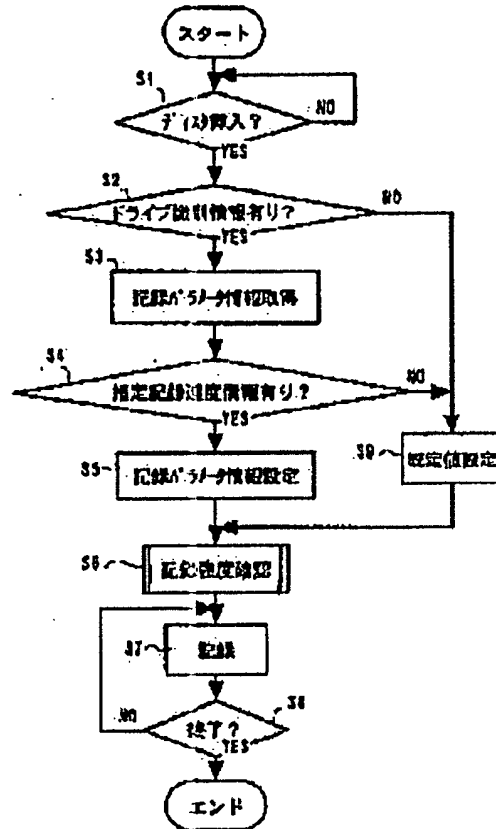 スタート
S1
ディスク挿入?
NO
YES
S2
ドライブ識別情報有り?
NO
YES
S3
記録パラメータ情報取得
S4
推定記録速度情報有り?
NO
YES
S5
記録パラメータ情報設定
S9
既定値設定
S6
記録強度確認
S7
記録
S8
終了?
NO
YES
エンド